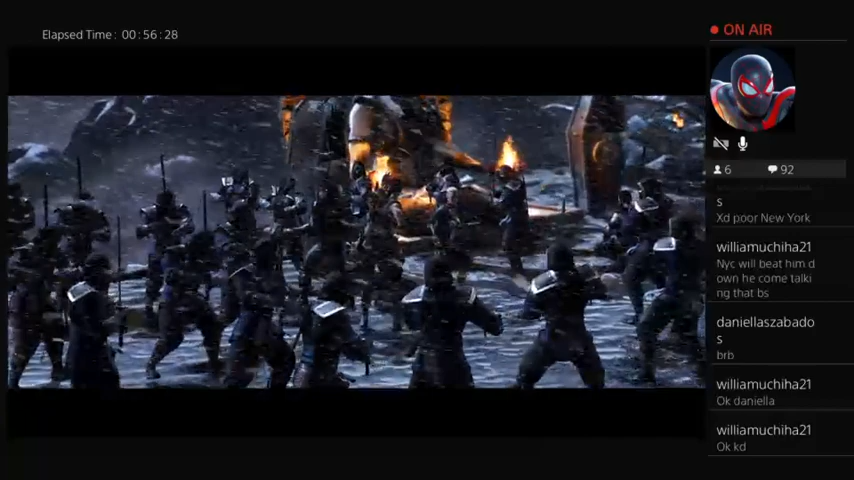 Elapsed Time: 00:56:28
ON AIR
6 92
s
Xd poor New York
williamuchiha21
Nyc will beat him d
own he come talki
ng that bs
daniellaszabado
s
brb
williamuchiha21
Ok daniella
williamuchiha21
Ok kd